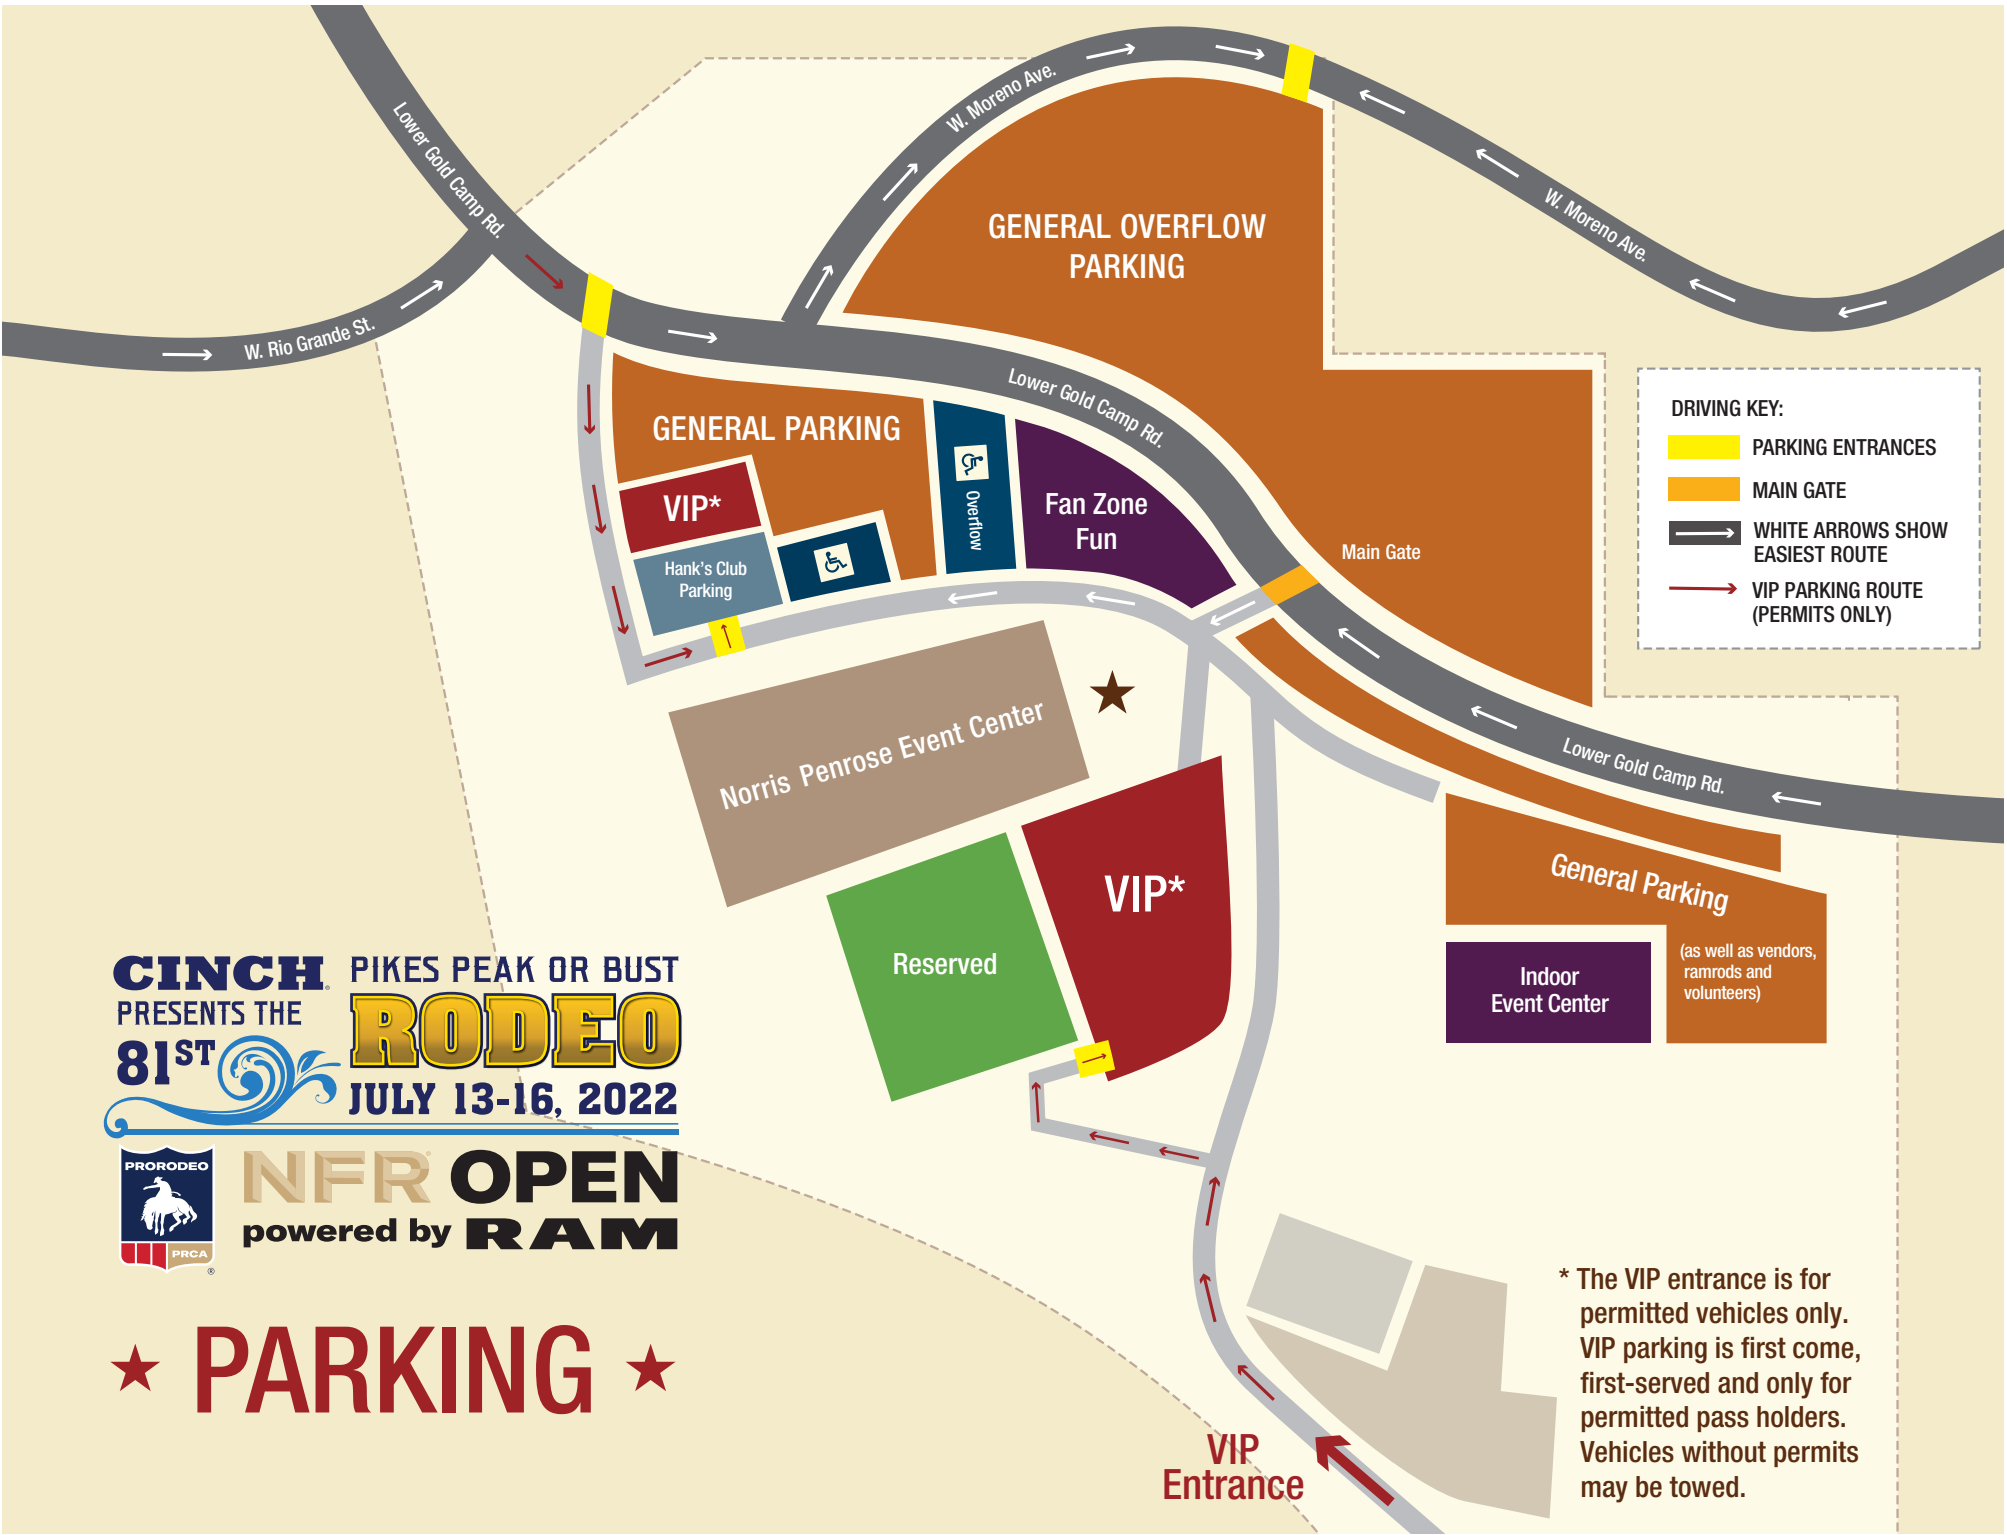 W. Moreno Ave.
Lower Gold Camp Rd.
W. Moreno Ave.
GENERAL OVERFLOW
PARKING
W. Rio Grande St.
Lower Gold Camp Rd.
DRIVING KEY:
PARKING ENTRANCES
MAIN GATE
WHITE ARROWS SHOW
EASIEST ROUTE
VIP PARKING ROUTE
(PERMITS ONLY)
GENERAL PARKING
VIP*
Overflow
Fan Zone
Fun
Main Gate
Hank's Club
Parking
Norris Penrose Event Center
Lower Gold Camp Rd.
VIP*
General Parking
(as well as vendors,
ramrods and
volunteers)
Reserved
Indoor
Event Center
CINCH®
PRESENTS THE
81ST
PIKES PEAK OR BUST
RODEO
JULY 13-16, 2022
PRORODEO
PRCA
®
NFR® OPEN
powered by RAM
PARKING
VIP
Entrance
* The VIP entrance is for
permitted vehicles only.
VIP parking is first come,
first-served and only for
permitted pass holders.
Vehicles without permits
may be towed.